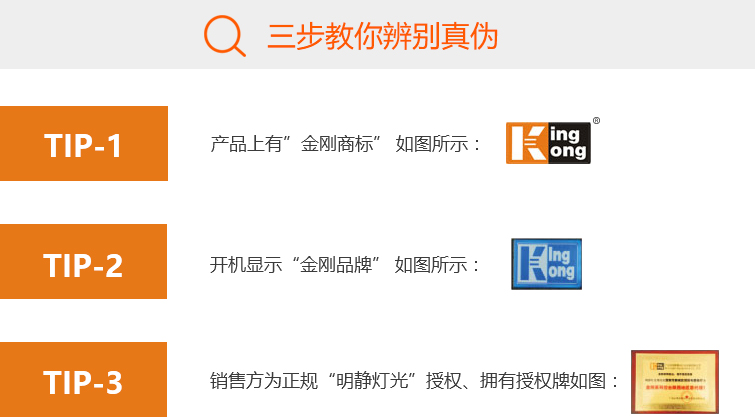 三步教你辨别真伪
TIP-1
产品上有”金刚商标” 如图所示：
King
Kong
®
TIP-2
开机显示“金刚品牌” 如图所示：
King
Kong
TIP-3
销售方为正规“明静灯光”授权、拥有授权牌如图：